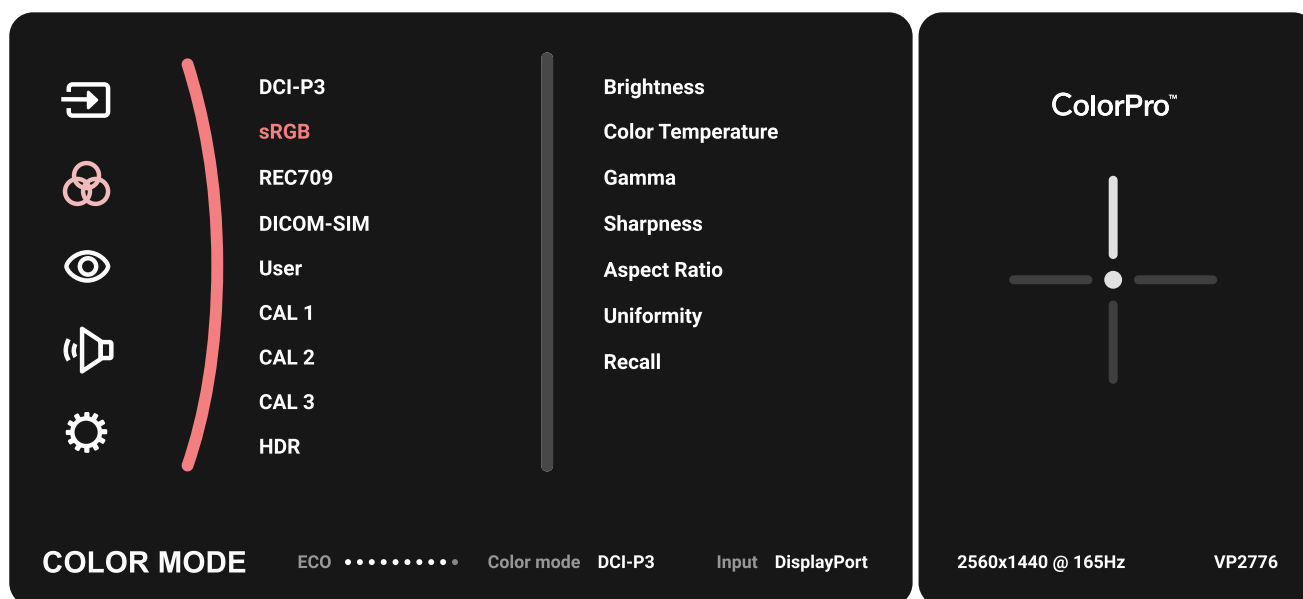 DCI-P3
sRGB
REC709
DICOM-SIM
User
CAL 1
CAL 2
CAL 3
HDR
Brightness
Color Temperature
Gamma
Sharpness
Aspect Ratio
Uniformity
Recall
COLOR MODE
ECO
Color mode DCI-P3
Input DisplayPort
ColorPro™
2560x1440 @ 165Hz
VP2776